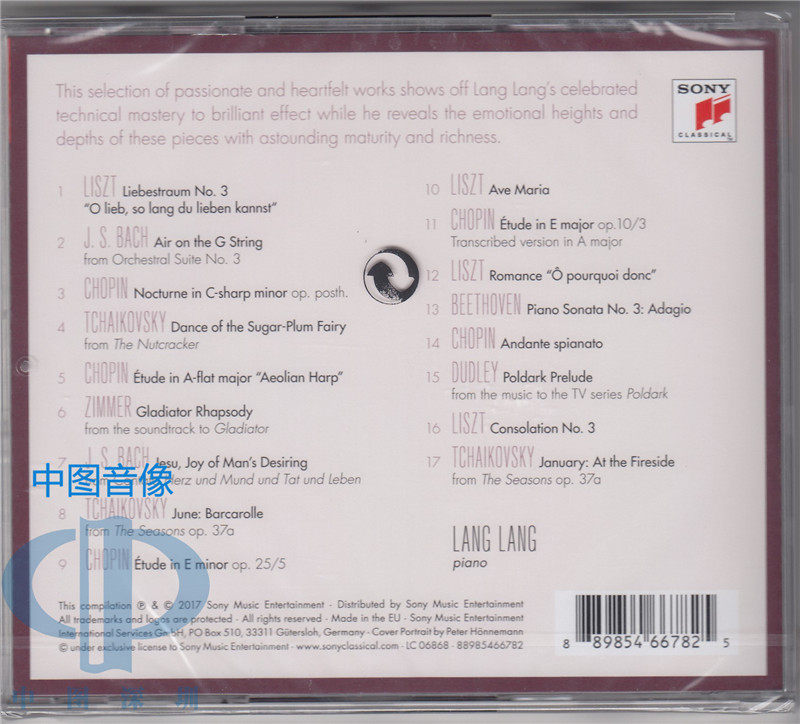 This selection of passionate and heartfelt works shows off Lang Lang's celebrated
technical mastery to brilliant effect while he reveals the emotional heights and
depths of these pieces with astounding maturity and richness.
SONY
CLASSICAL™
1 LISZT Liebestraum No. 3
"O lieb, so lang du lieben kannst"
2 J. S. BACH Air on the G String
from Orchestral Suite No. 3
3 CHOPIN Nocturne in C-sharp minor op. posth.
4 TCHAIKOVSKY Dance of the Sugar-Plum Fairy
from The Nutcracker
5 CHOPIN Étude in A-flat major "Aeolian Harp"
6 ZIMMER Gladiator Rhapsody
from the soundtrack to Gladiator
7 J. S. BACH Jesu, Joy of Man's Desiring
from Herz und Mund und Tat und Leben
8 TCHAIKOVSKY June: Barcarolle
from The Seasons op. 37a
9 CHOPIN Étude in E minor op. 25/5
10 LISZT Ave Maria
11 CHOPIN Étude in E major op.10/3
Transcribed version in A major
12 LISZT Romance "Ô pourquoi donc"
13 BEETHOVEN Piano Sonata No. 3: Adagio
14 CHOPIN Andante spianato
15 DUDLEY Poldark Prelude
from the music to the TV series Poldark
16 LISZT Consolation No. 3
17 TCHAIKOVSKY January: At the Fireside
from The Seasons op. 37a
LANG LANG
piano
中图音像
This compilation ℗ & © 2017 Sony Music Entertainment · Distributed by Sony Music Entertainment
All trademarks and logos are protected · All rights reserved · Made in the EU · Sony Music Entertainment
International Services GmbH, PO Box 510, 33311 Gütersloh, Germany · Cover Portrait by Peter Hönnemann
© under exclusive license to Sony Music Entertainment · www.sonyclassical.com · LC 06868 · 88985466782
8 89854 66782 5
中图深圳